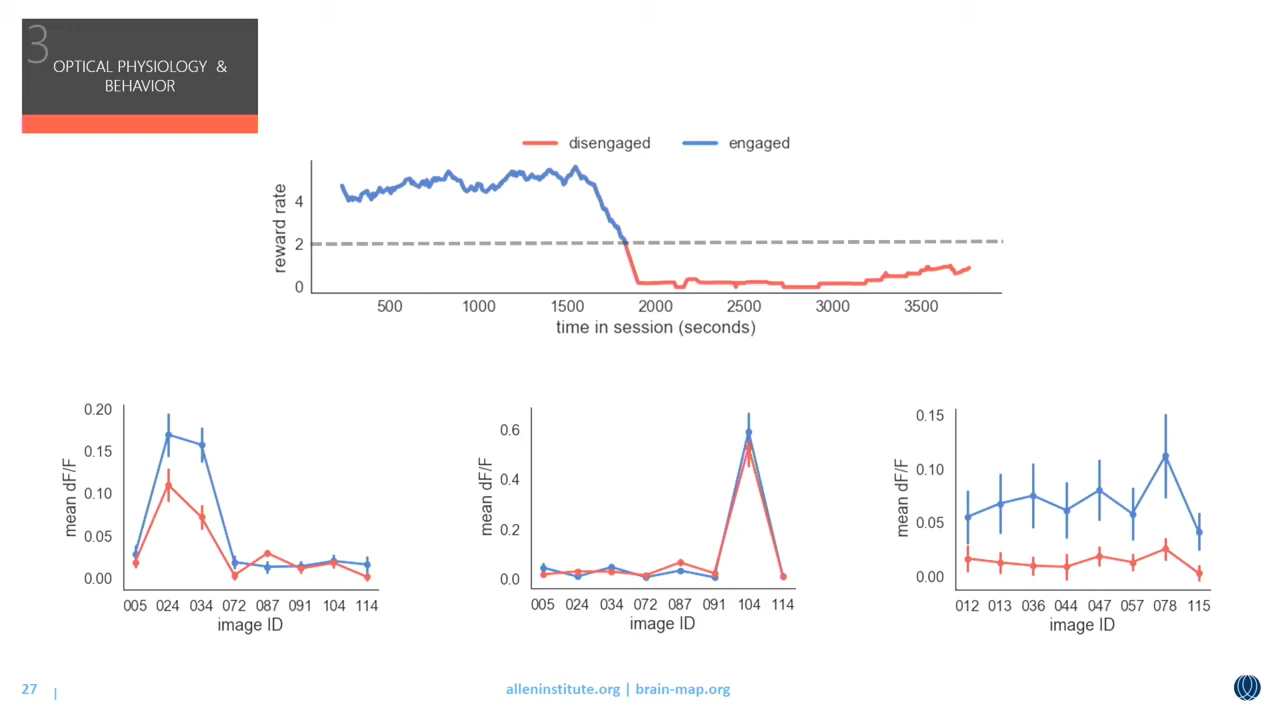 3
OPTICAL PHYSIOLOGY &
BEHAVIOR
disengaged engaged
reward rate
4
2
0
500 1000 1500 2000 2500 3000 3500
time in session (seconds)
mean dF/F
0.20
0.15
0.10
0.05
0.00
005 024 034 072 087 091 104 114
image ID
mean dF/F
0.6
0.4
0.2
0.0
005 024 034 072 087 091 104 114
image ID
mean dF/F
0.15
0.10
0.05
0.00
012 013 036 044 047 057 078 115
image ID
27 | alleninstitute.org | brain-map.org